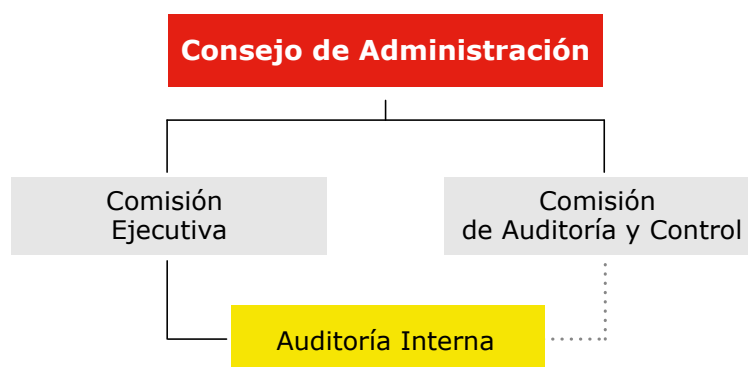 Consejo de Administración
Comisión
Ejecutiva
Comisión
de Auditoría y Control
Auditoría Interna